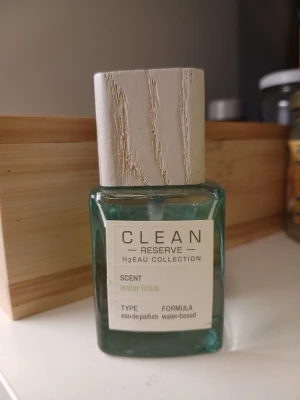 CLEAN
— RESERVE —
H₂EAU COLLECTION
SCENT
water lotus
TYPE FORMULA
eau de parfum water-based